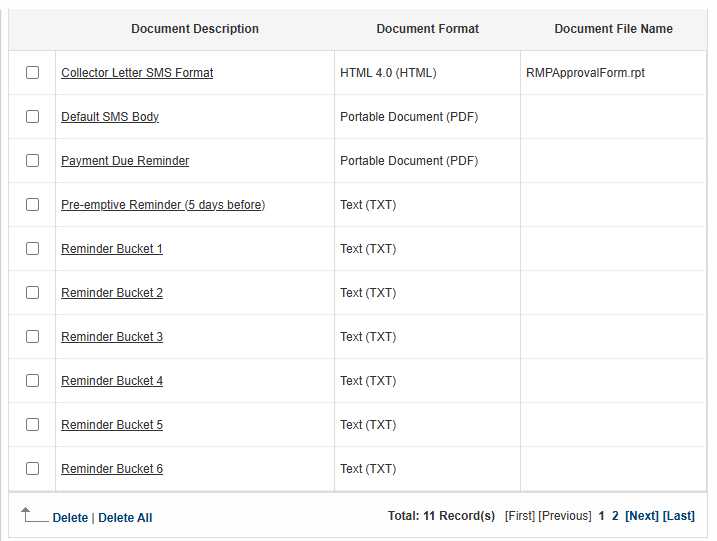 Document Description Document Format Document File Name
Collector Letter SMS Format HTML 4.0 (HTML) RMPApprovalForm.rpt
Default SMS Body Portable Document (PDF)
Payment Due Reminder Portable Document (PDF)
Pre-emptive Reminder (5 days before) Text (TXT)
Reminder Bucket 1 Text (TXT)
Reminder Bucket 2 Text (TXT)
Reminder Bucket 3 Text (TXT)
Reminder Bucket 4 Text (TXT)
Reminder Bucket 5 Text (TXT)
Reminder Bucket 6 Text (TXT)
Delete | Delete All Total: 11 Record(s) [First] [Previous] 1 2 [Next] [Last]